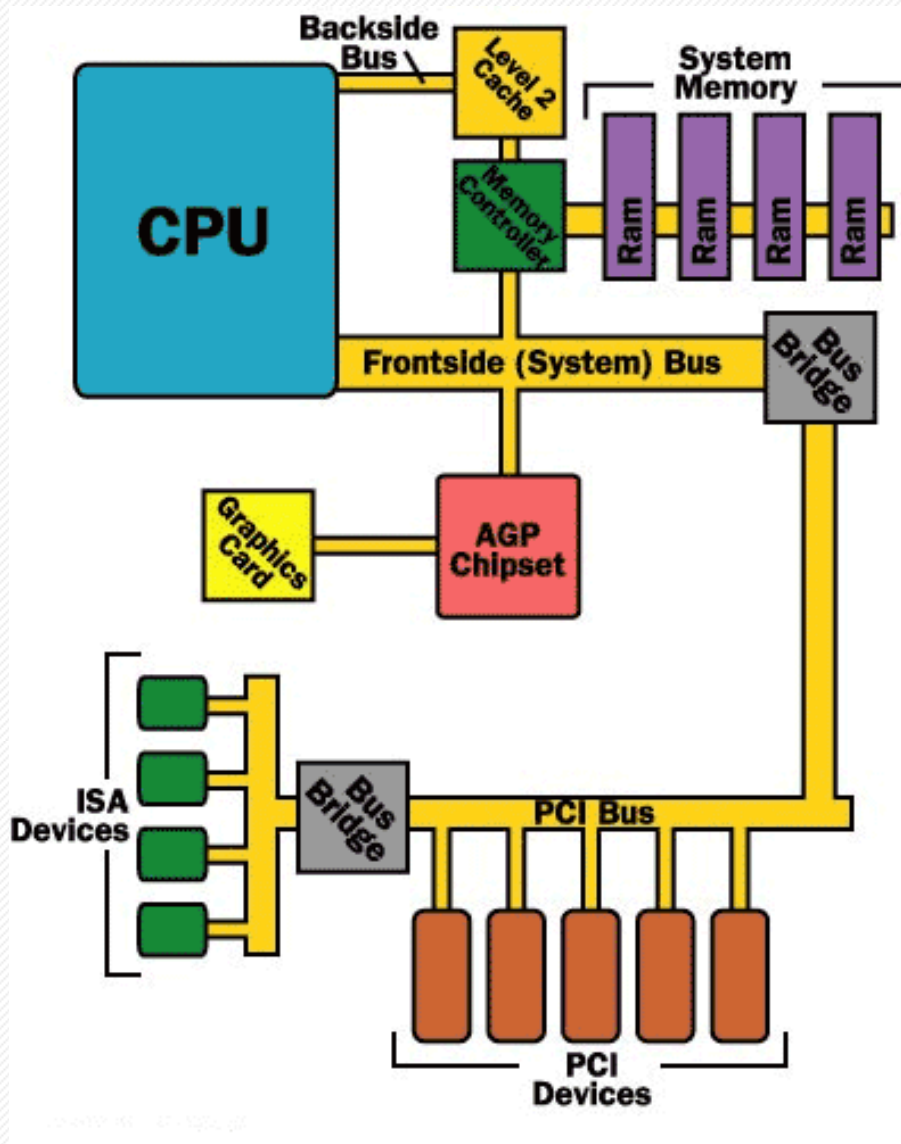 Backside
Bus
Level 2
Cache
System
Memory
CPU
Memory
Controller
Ram
Ram
Ram
Ram
Frontside (System) Bus
Bus
Bridge
Graphics
Card
AGP
Chipset
ISA
Devices
Bus
Bridge
PCI Bus
PCI
Devices